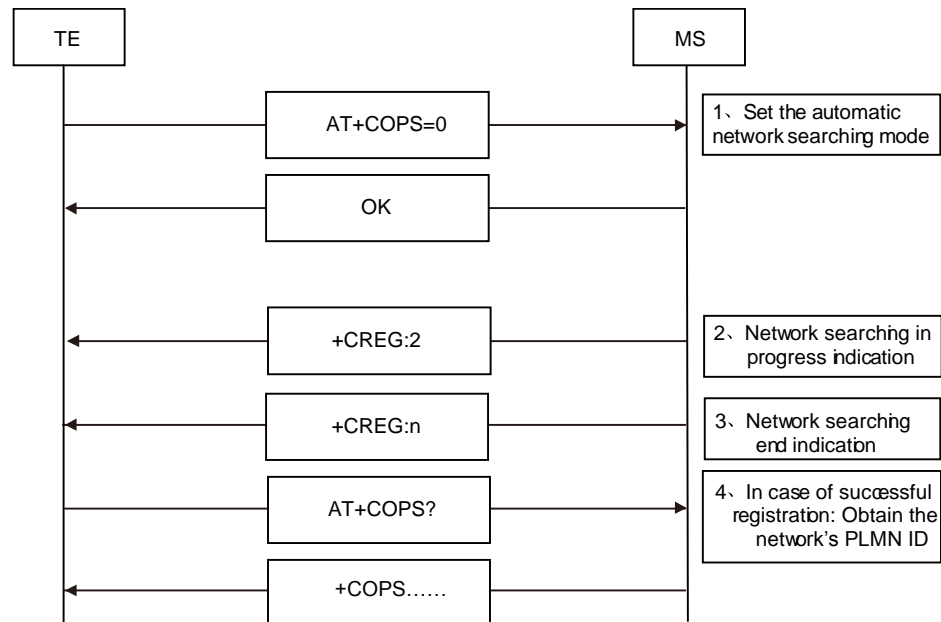 TE
MS
AT+COPS=0
1、Set the automatic
network searching mode
OK
+CREG:2
2、Network searching in
progress indication
+CREG:n
3、Network searching
end indication
AT+COPS?
4、In case of successful
registration: Obtain the
network's PLMN ID
+COPS……